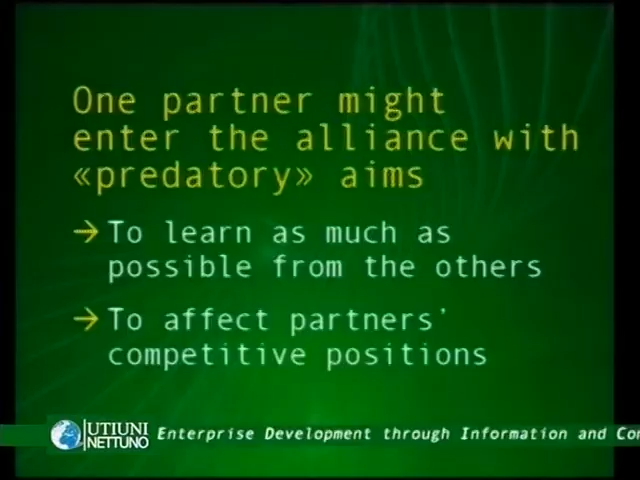 One partner might
enter the alliance with
«predatory» aims
→ To learn as much as
possible from the others
→ To affect partners'
competitive positions
UTIUNI
NETTUNO
Enterprise Development through Information and